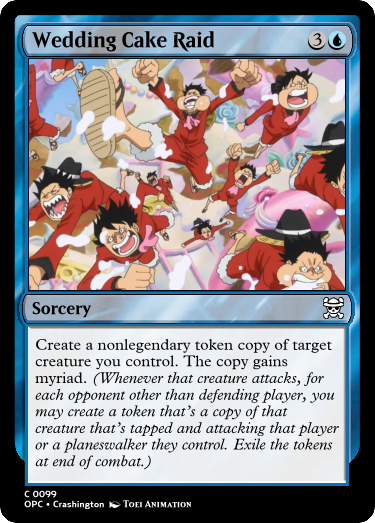 Wedding Cake Raid 3
Sorcery
Create a nonlegendary token copy of target
creature you control. The copy gains
myriad. (Whenever that creature attacks, for
each opponent other than defending player, you
may create a token that's a copy of that
creature that's tapped and attacking that player
or a planeswalker they control. Exile the tokens
at end of combat.)
C 0099
OPC • Crashington TOEI ANIMATION